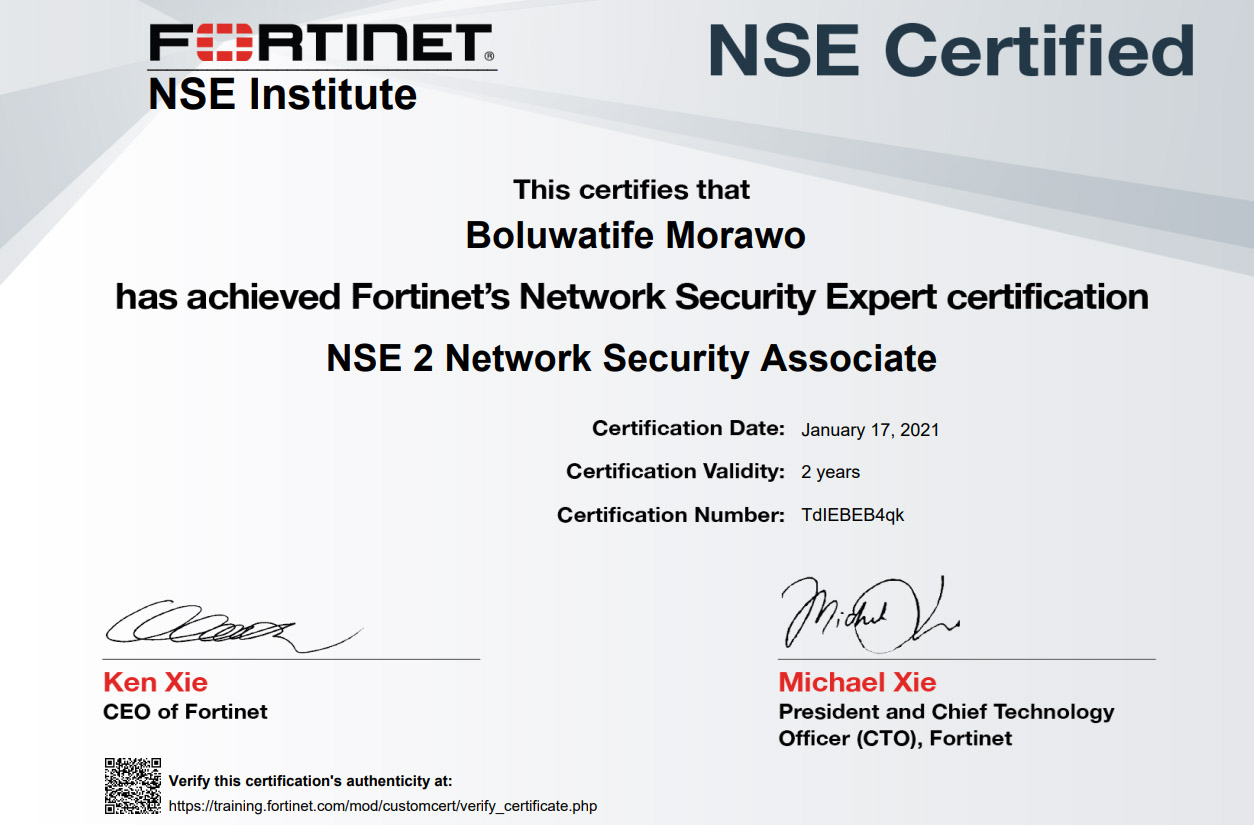 FORTINET®
NSE Institute
NSE Certified
This certifies that
Boluwatife Morawo
has achieved Fortinet's Network Security Expert certification
NSE 2 Network Security Associate
Certification Date: January 17, 2021
Certification Validity: 2 years
Certification Number: TdIEBEB4qk
Ken Xie
CEO of Fortinet
Michael Xie
President and Chief Technology
Officer (CTO), Fortinet
Verify this certification's authenticity at:
https://training.fortinet.com/mod/customcert/verify_certificate.php